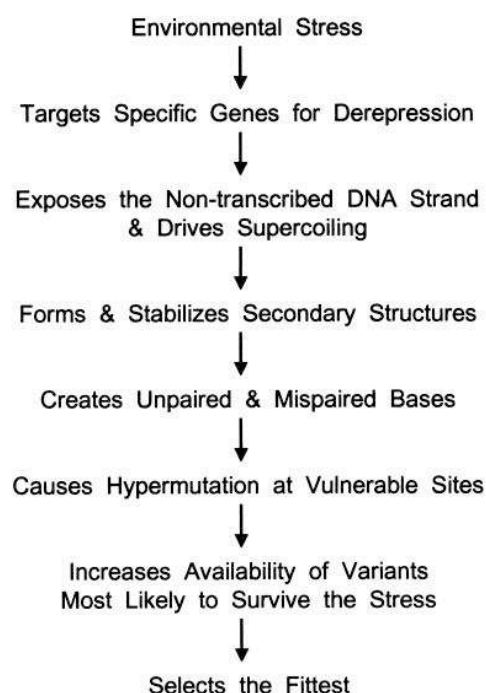 Environmental Stress
Targets Specific Genes for Derepression
Exposes the Non-transcribed DNA Strand
& Drives Supercoiling
Forms & Stabilizes Secondary Structures
Creates Unpaired & Mispaired Bases
Causes Hypermutation at Vulnerable Sites
Increases Availability of Variants
Most Likely to Survive the Stress
Selects the Fittest